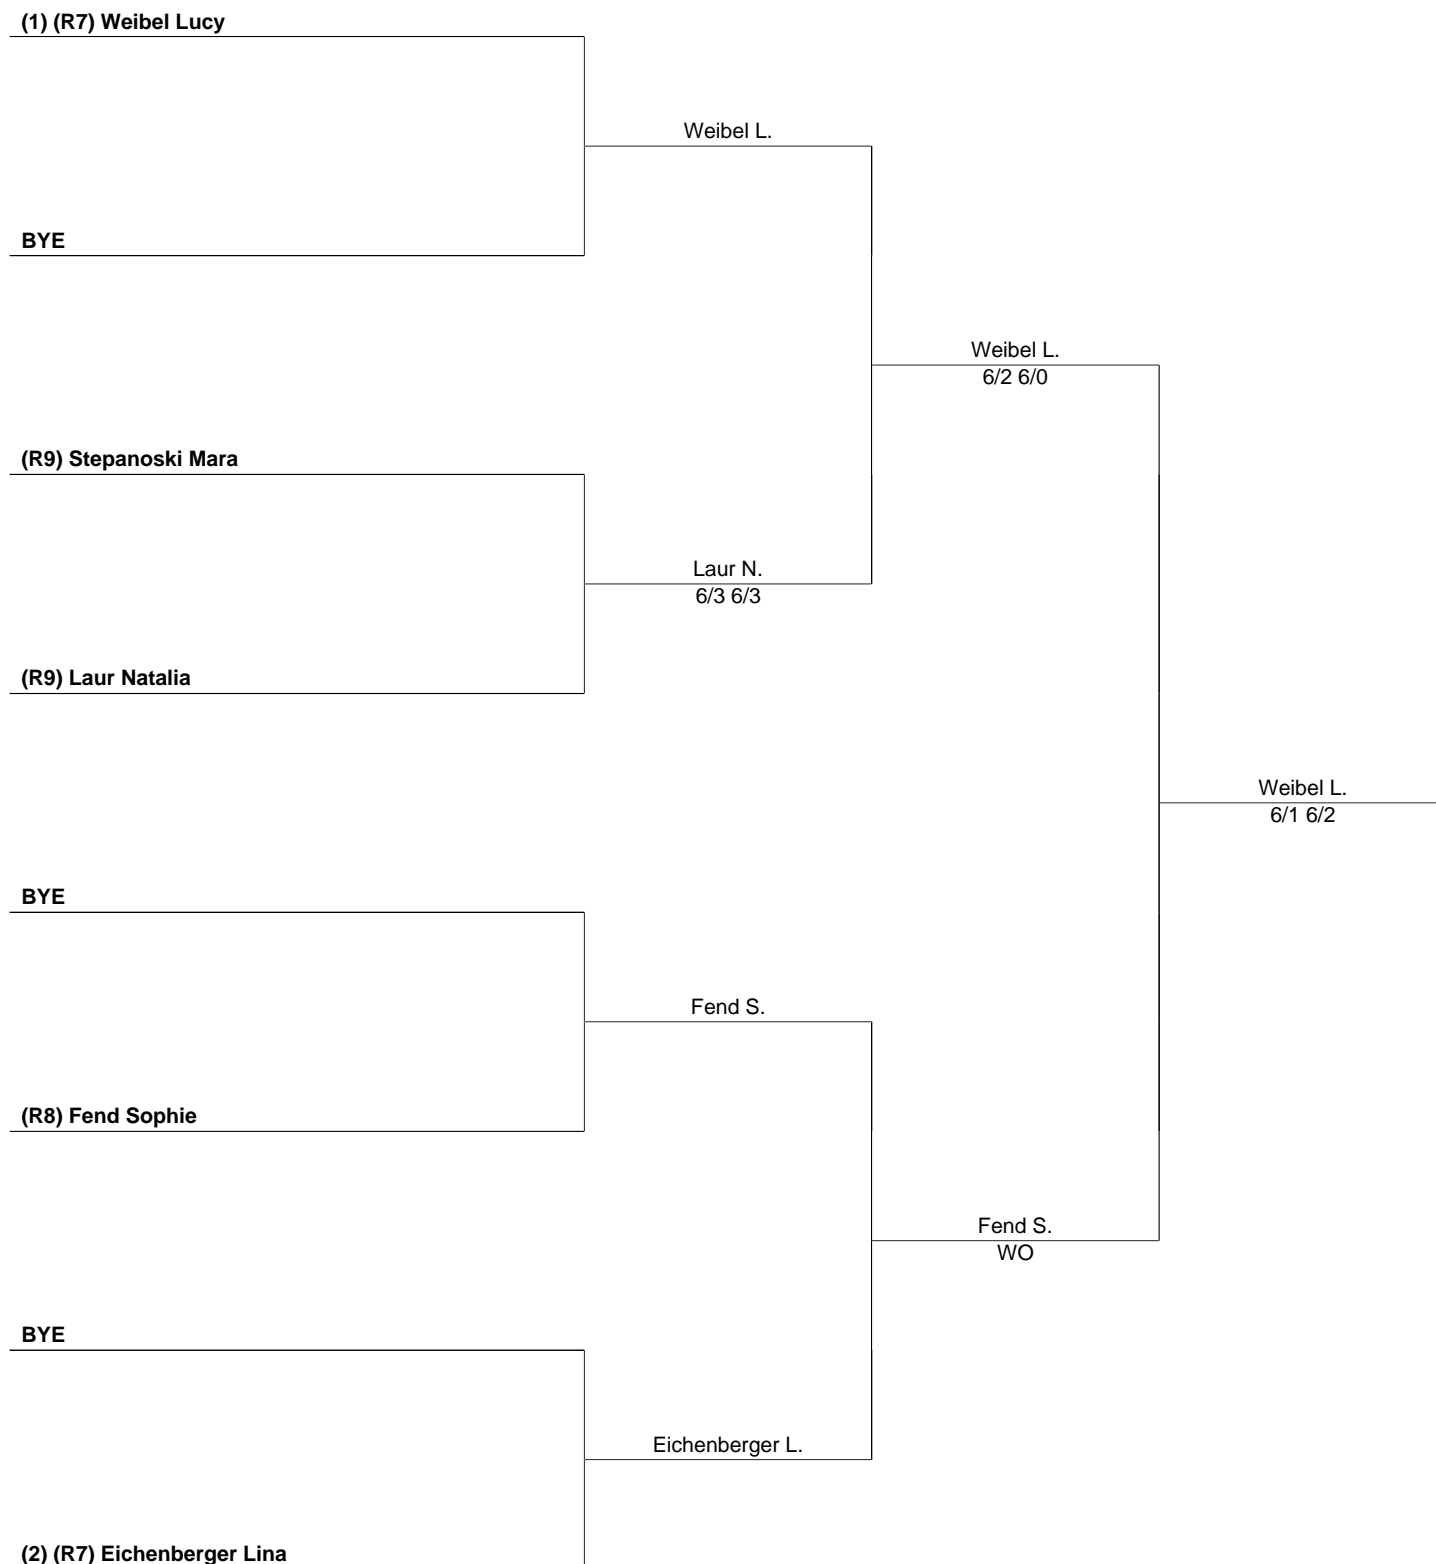 (1) (R7) Weibel Lucy
Weibel L.
BYE
Weibel L.
6/2 6/0
(R9) Stepanoski Mara
Laur N.
6/3 6/3
(R9) Laur Natalia
Weibel L.
6/1 6/2
BYE
Fend S.
(R8) Fend Sophie
Fend S.
WO
BYE
Eichenberger L.
(2) (R7) Eichenberger Lina